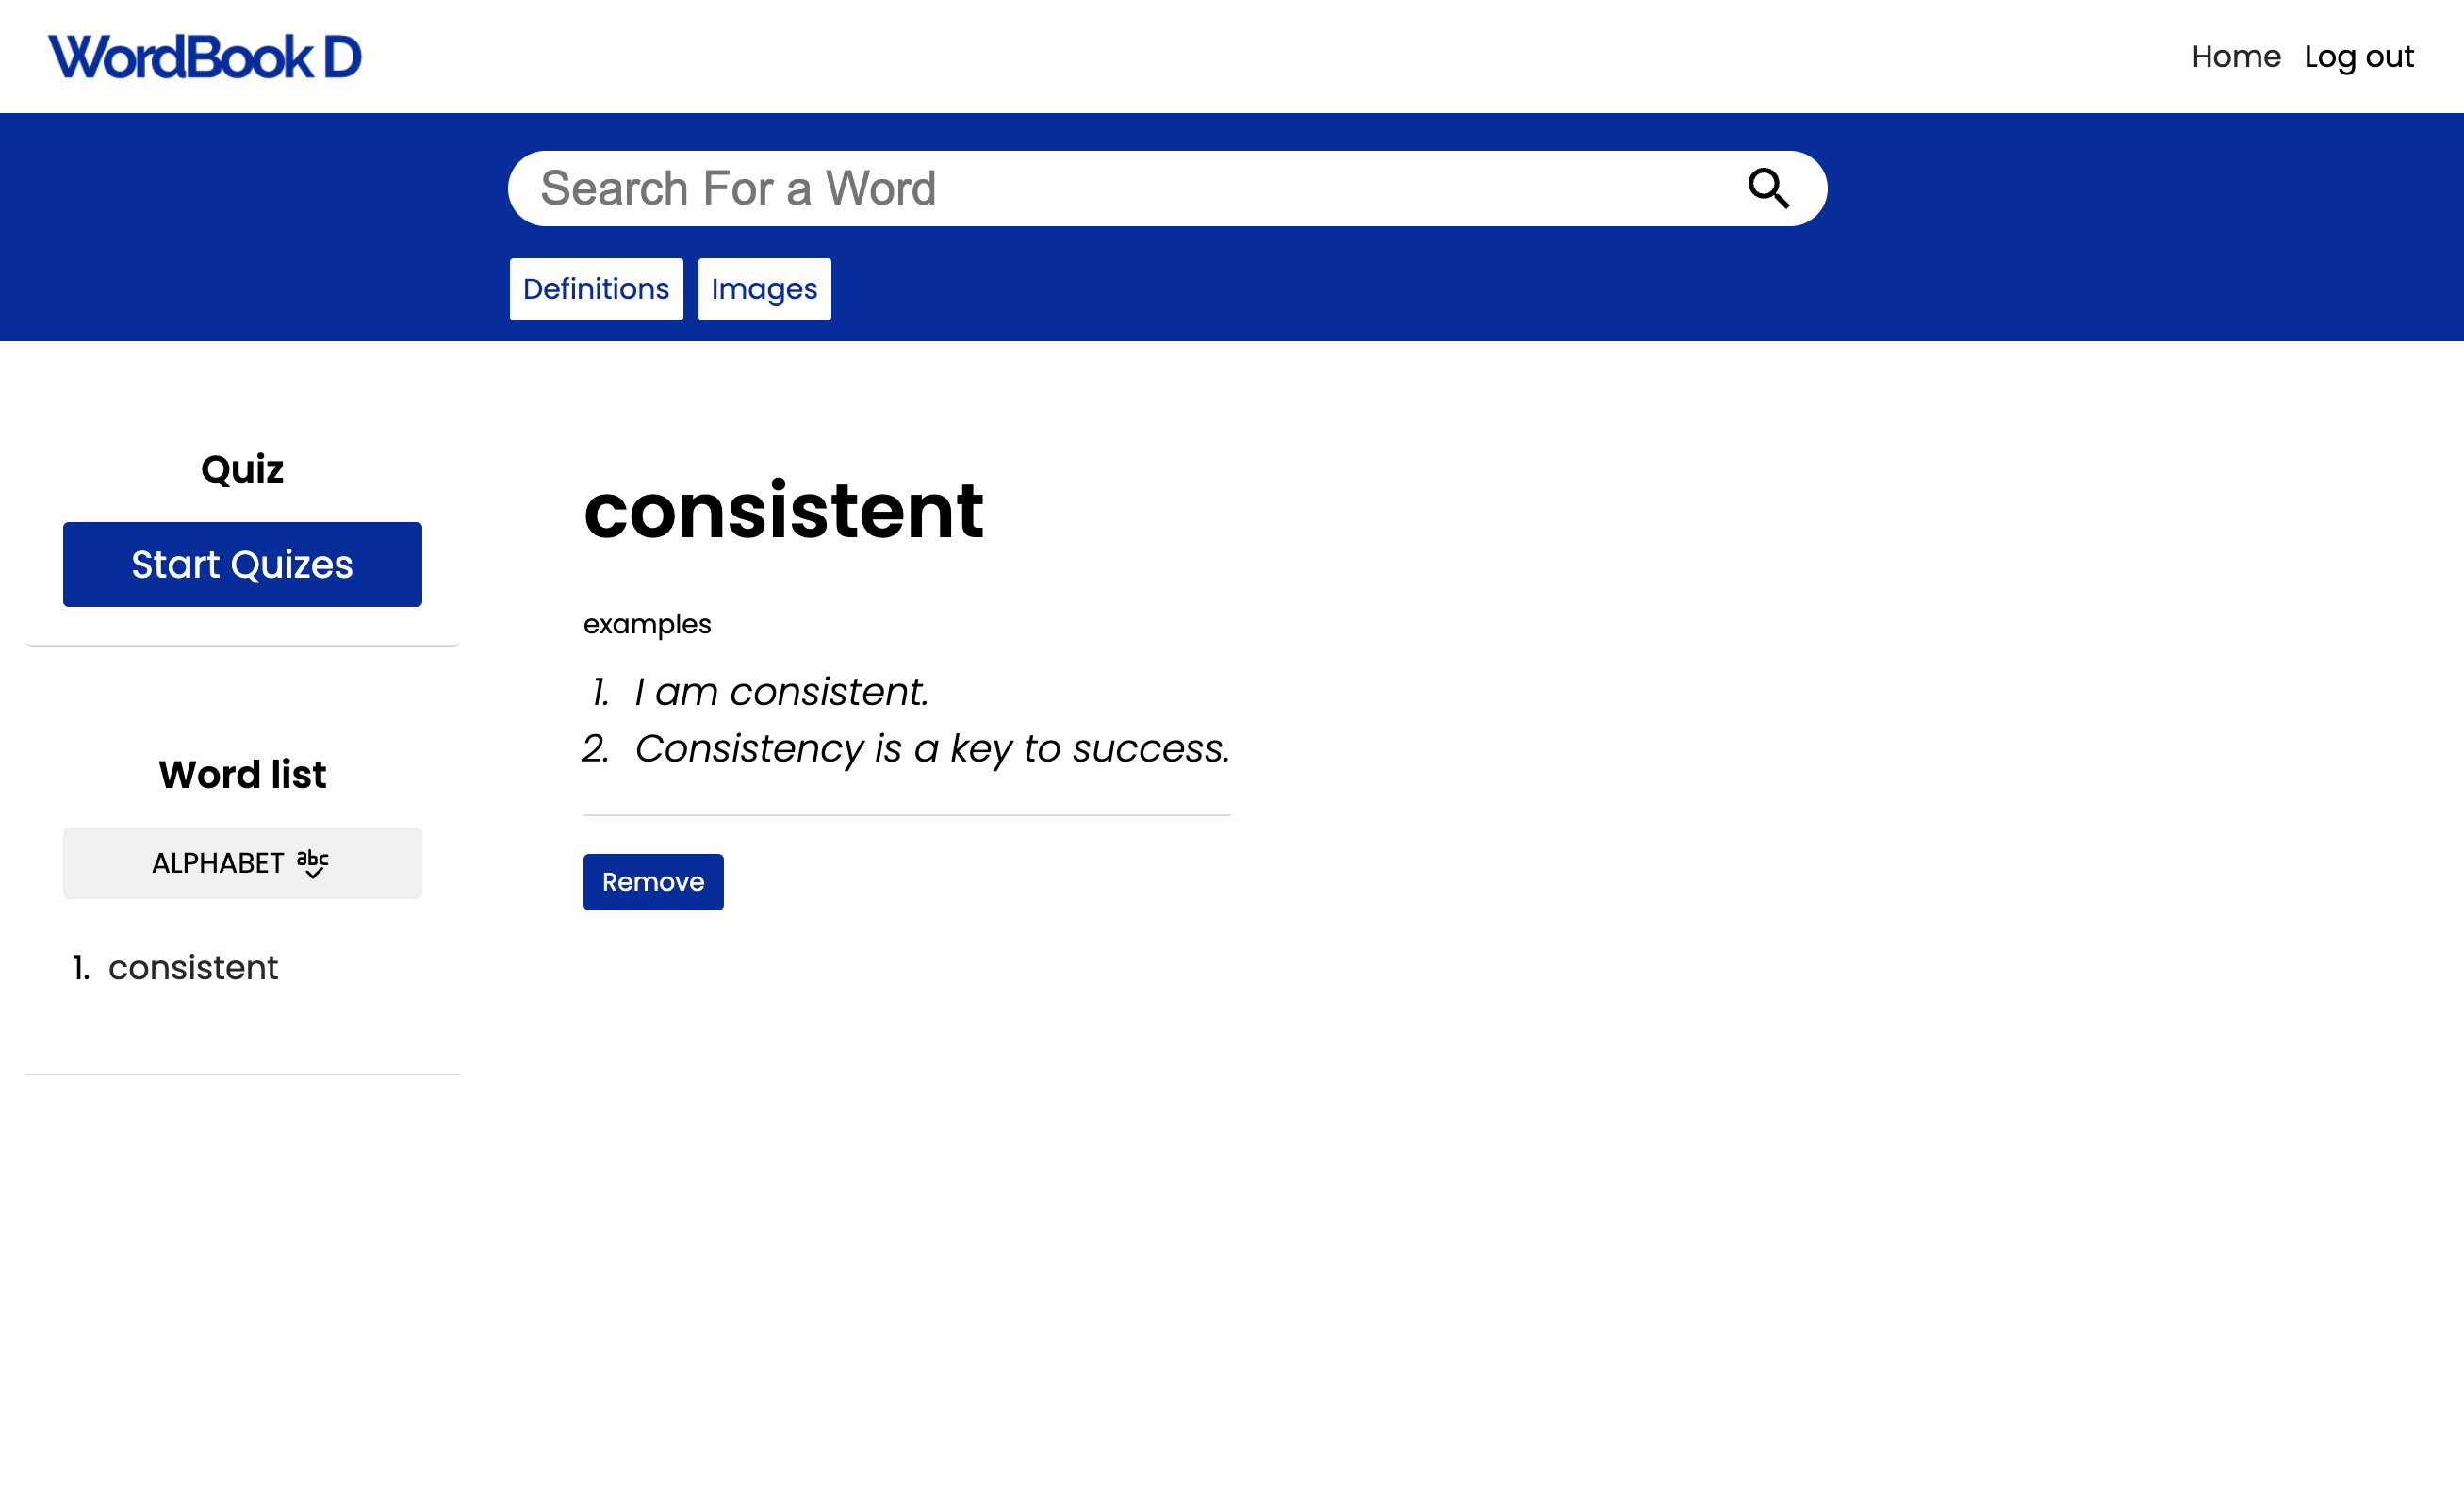 WordBook D
Home Log out
Search For a Word
Definitions Images
Quiz
Start Quizes
Word list
ALPHABET abc
1. consistent
consistent
examples
1. I am consistent.
2. Consistency is a key to success.
Remove